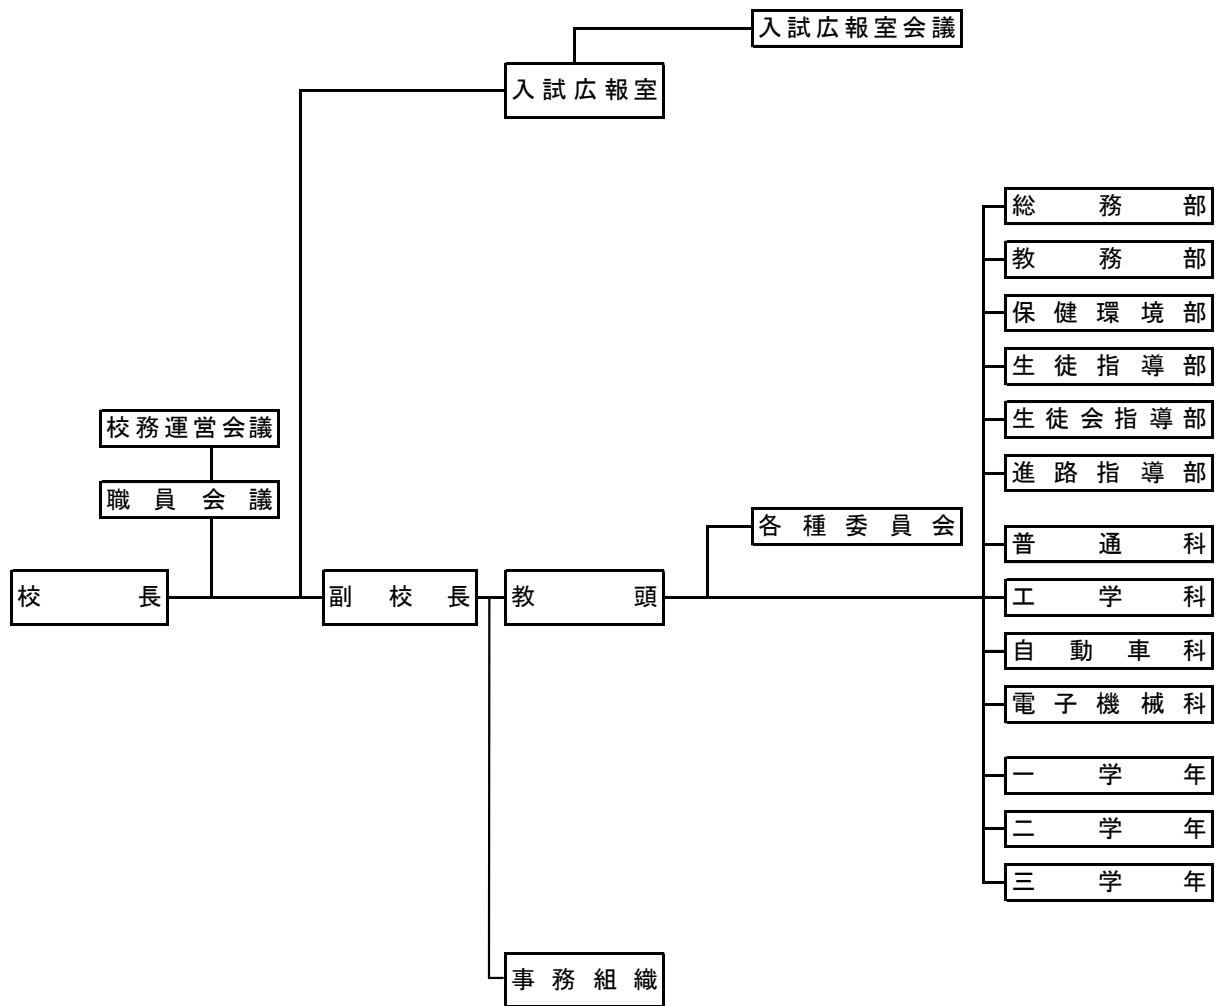 入試広報室会議
入試広報室
総務部
教務部
保健環境部
生徒指導部
生徒会指導部
進路指導部
校務運営会議
職員会議
各種委員会
普通科
校長
副校長
教頭
工学科
自動車科
電子機械科
一学年
二学年
三学年
事務組織